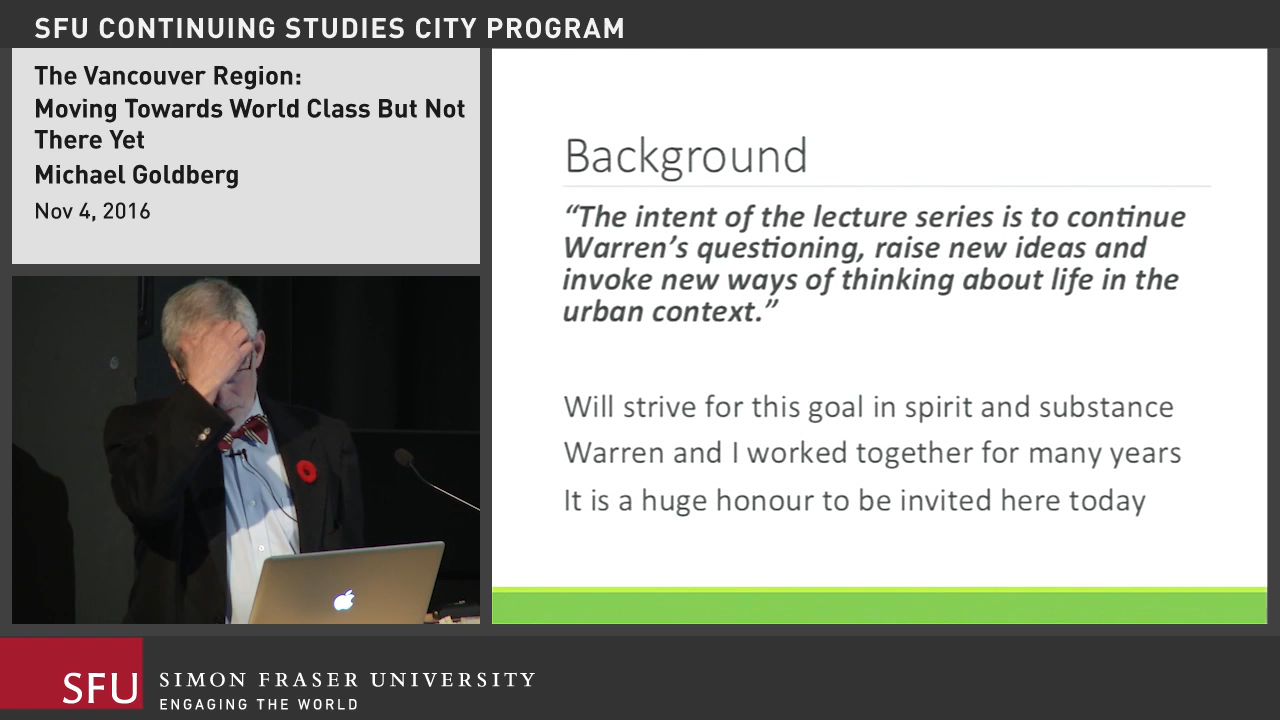 SFU CONTINUING STUDIES CITY PROGRAM
The Vancouver Region:
Moving Towards World Class But Not
There Yet
Michael Goldberg
Nov 4, 2016
Background
“The intent of the lecture series is to continue
Warren’s questioning, raise new ideas and
invoke new ways of thinking about life in the
urban context.”
Will strive for this goal in spirit and substance
Warren and I worked together for many years
It is a huge honour to be invited here today
SFU
SIMON FRASER UNIVERSITY
ENGAGING THE WORLD